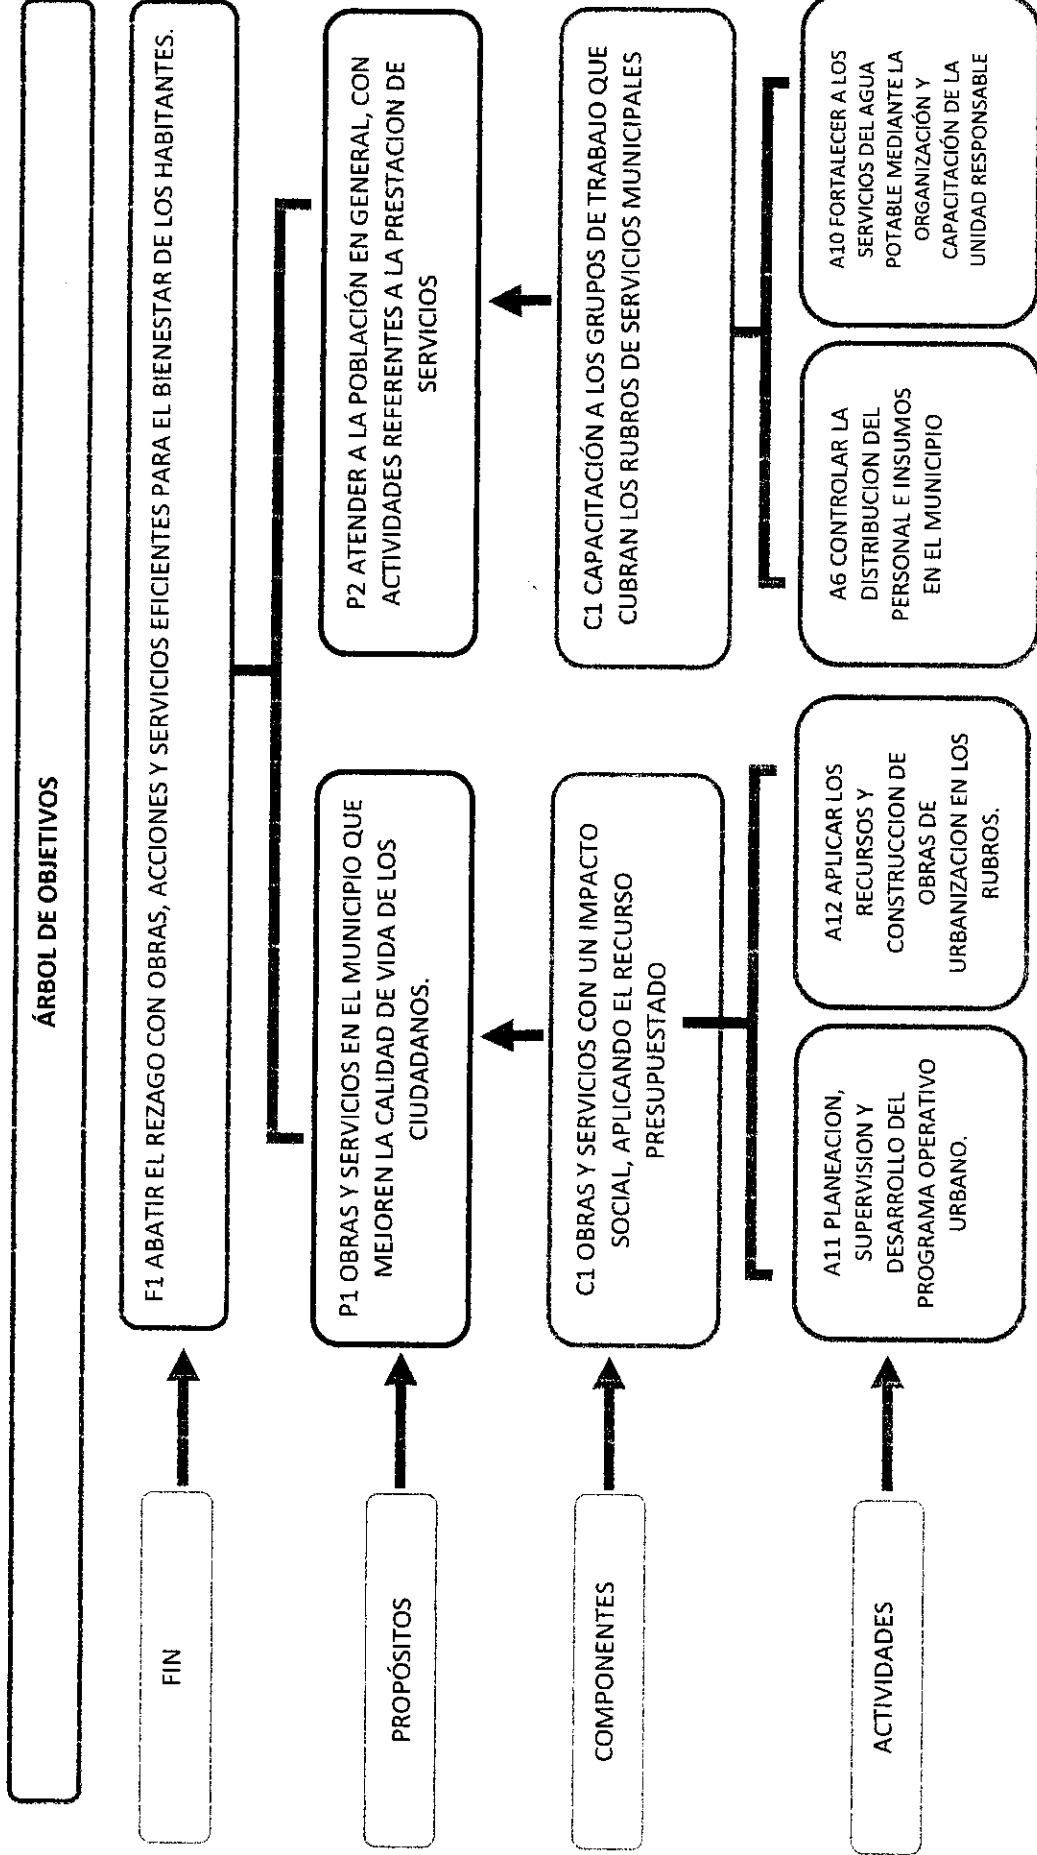 ÁRBOL DE OBJETIVOS
FIN
F1 ABATIR EL REZAGO CON OBRAS, ACCIONES Y SERVICIOS EFICIENTES PARA EL BIENESTAR DE LOS HABITANTES.
PROPÓSITOS
P1 OBRAS Y SERVICIOS EN EL MUNICIPIO QUE
MEJOREN LA CALIDAD DE VIDA DE LOS
CIUDADANOS.
P2 ATENDER A LA POBLACIÓN EN GENERAL, CON
ACTIVIDADES REFERENTES A LA PRESTACION DE
SERVICIOS
COMPONENTES
C1 OBRAS Y SERVICIOS CON UN IMPACTO
SOCIAL, APLICANDO EL RECURSO
PRESUPUESTADO
C1 CAPACITACIÓN A LOS GRUPOS DE TRABAJO QUE
CUBRAN LOS RUBROS DE SERVICIOS MUNICIPALES
ACTIVIDADES
A11 PLANEACION,
SUPERVISION Y
DESARROLLO DEL
PROGRAMA OPERATIVO
URBANO.
A12 APLICAR LOS
RECURSOS Y
CONSTRUCCION DE
OBRAS DE
URBANIZACION EN LOS
RUBROS.
A6 CONTROLAR LA
DISTRIBUCION DEL
PERSONAL E INSUMOS
EN EL MUNICIPIO
A10 FORTALECER A LOS
SERVICIOS DEL AGUA
POTABLE MEDIANTE LA
ORGANIZACIÓN Y
CAPACITACIÓN DE LA
UNIDAD RESPONSABLE